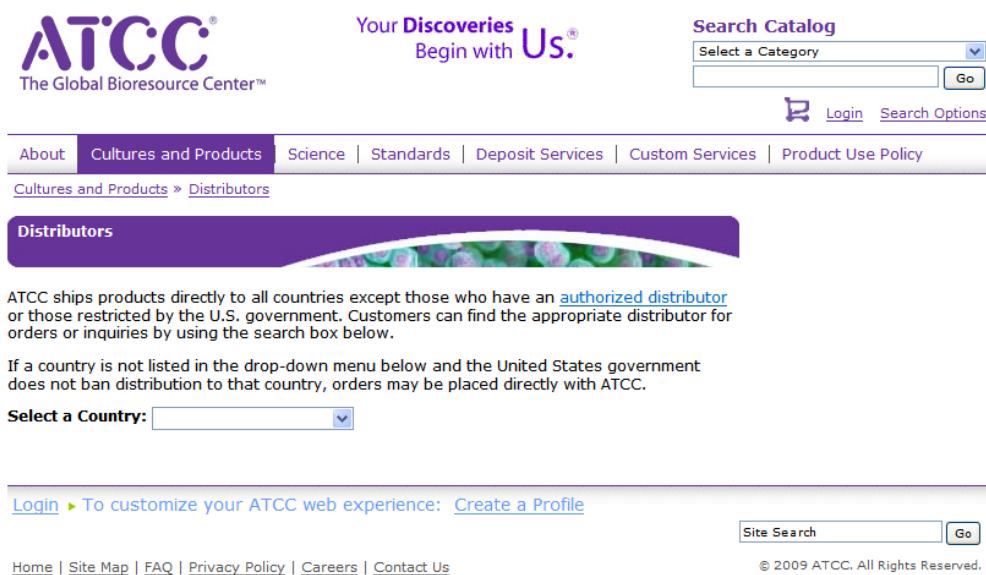 ATCC®
The Global Bioresource Center™
Your Discoveries
Begin with Us.®
Search Catalog
Select a Category
Go
Login Search Options
About | Cultures and Products | Science | Standards | Deposit Services | Custom Services | Product Use Policy
Cultures and Products » Distributors
Distributors
ATCC ships products directly to all countries except those who have an authorized distributor
or those restricted by the U.S. government. Customers can find the appropriate distributor for
orders or inquiries by using the search box below.
If a country is not listed in the drop-down menu below and the United States government
does not ban distribution to that country, orders may be placed directly with ATCC.
Select a Country:
Login ▸ To customize your ATCC web experience: Create a Profile
Site Search Go
Home | Site Map | FAQ | Privacy Policy | Careers | Contact Us
© 2009 ATCC. All Rights Reserved.